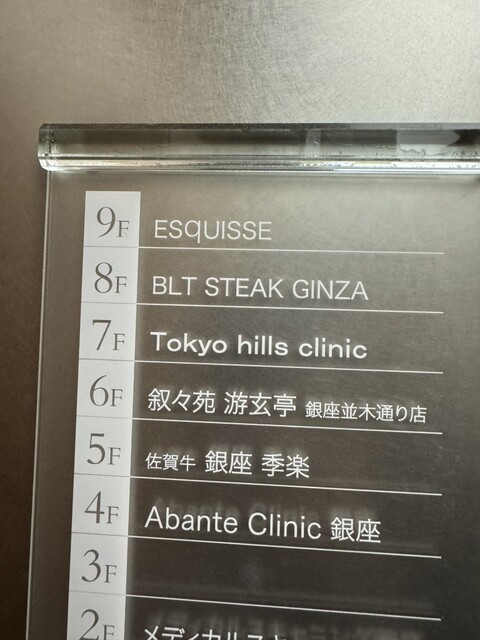 9F ESqUISSE
8F BLT STEAK GINZA
7F Tokyo hills clinic
6F 叙々苑 游玄亭 銀座並木通り店
5F 佐賀牛 銀座 季楽
4F Abante Clinic 銀座
3F
2F